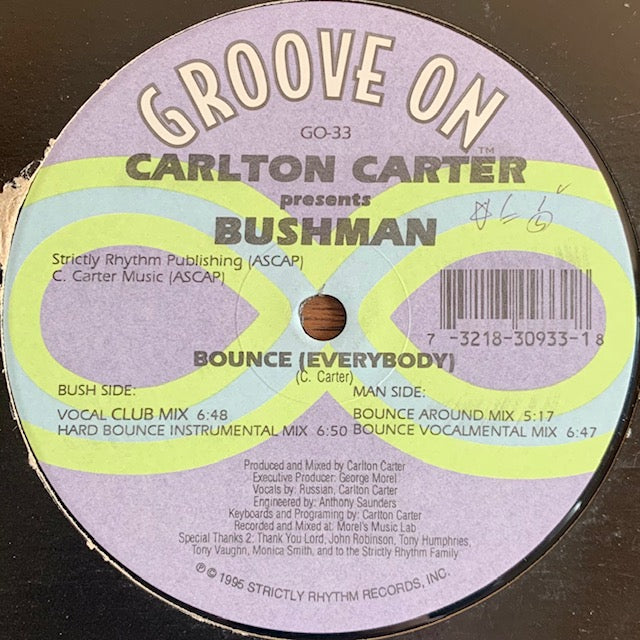 GROOVE ON
GO-33
CARLTON CARTER™
presents
BUSHMAN
Strictly Rhythm Publishing (ASCAP)
C. Carter Music (ASCAP)
7 -3218-30933-1 8
BOUNCE (EVERYBODY)
(C. Carter)
BUSH SIDE:
VOCAL CLUB MIX 6:48
HARD BOUNCE INSTRUMENTAL MIX 6:50
MAN SIDE:
BOUNCE AROUND MIX 5:17
BOUNCE VOCALMENTAL MIX 6:47
Produced and Mixed by Carlton Carter
Executive Producer: George Morel
Vocals by: Russian, Carlton Carter
Engineered by: Anthony Saunders
Keyboards and Programing by: Carlton Carter
Recorded and Mixed at: Morel's Music Lab
Special Thanks 2: Thank You Lord, John Robinson, Tony Humphries,
Tony Vaughn, Monica Smith, and to the Strictly Rhythm Family
℗ © 1995 STRICTLY RHYTHM RECORDS, INC.